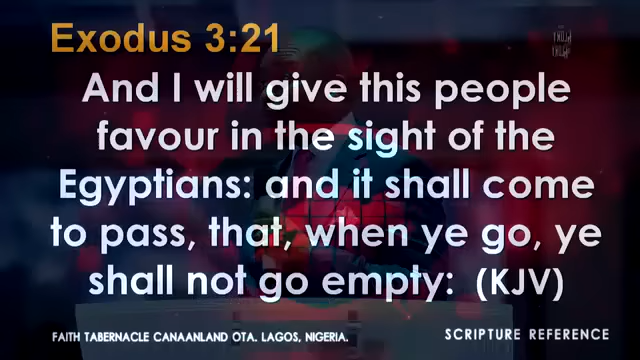 Exodus 3:21
And I will give this people
favour in the sight of the
Egyptians: and it shall come
to pass, that, when ye go, ye
shall not go empty: (KJV)
FAITH TABERNACLE CANAANLAND OTA. LAGOS, NIGERIA.
SCRIPTURE REFERENCE